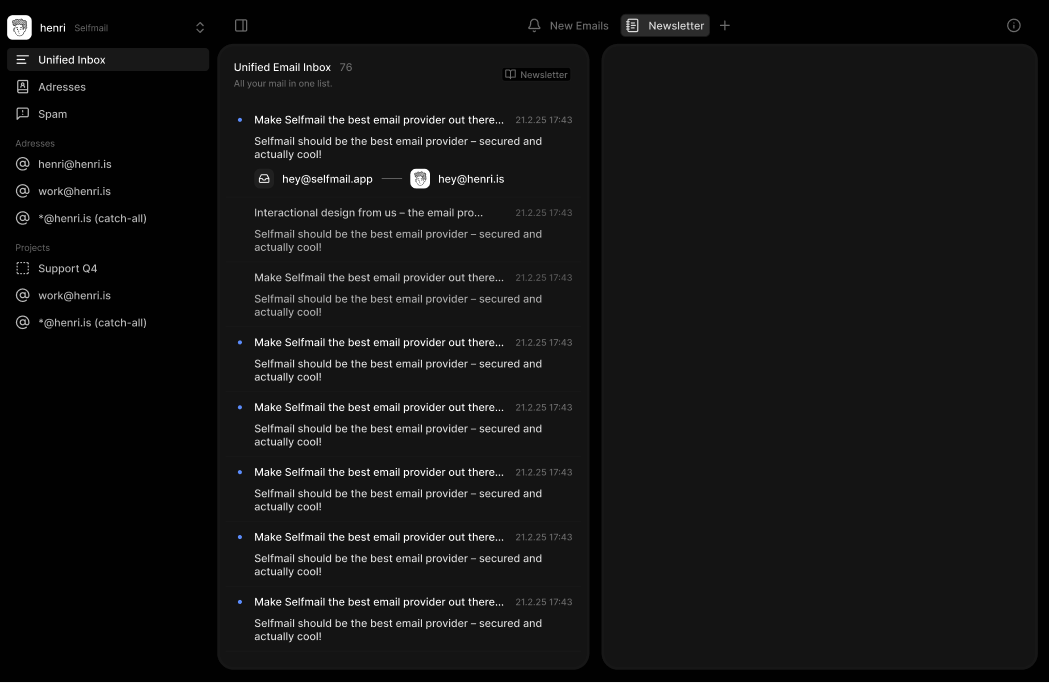 henri Selfmail
Unified Inbox
Adresses
Spam
Adresses
henri@henri.is
work@henri.is
*@henri.is (catch-all)
Projects
Support Q4
work@henri.is
*@henri.is (catch-all)
New Emails
Newsletter
Unified Email Inbox 76
All your mail in one list.
Newsletter
Make Selfmail the best email provider out there... 21.2.25 17:43
Selfmail should be the best email provider – secured and
actually cool!
hey@selfmail.app hey@henri.is
Interactional design from us – the email pro... 21.2.25 17:43
Selfmail should be the best email provider – secured and
actually cool!
Make Selfmail the best email provider out there... 21.2.25 17:43
Selfmail should be the best email provider – secured and
actually cool!
Make Selfmail the best email provider out there... 21.2.25 17:43
Selfmail should be the best email provider – secured and
actually cool!
Make Selfmail the best email provider out there... 21.2.25 17:43
Selfmail should be the best email provider – secured and
actually cool!
Make Selfmail the best email provider out there... 21.2.25 17:43
Selfmail should be the best email provider – secured and
actually cool!
Make Selfmail the best email provider out there... 21.2.25 17:43
Selfmail should be the best email provider – secured and
actually cool!
Make Selfmail the best email provider out there... 21.2.25 17:43
Selfmail should be the best email provider – secured and
actually cool!